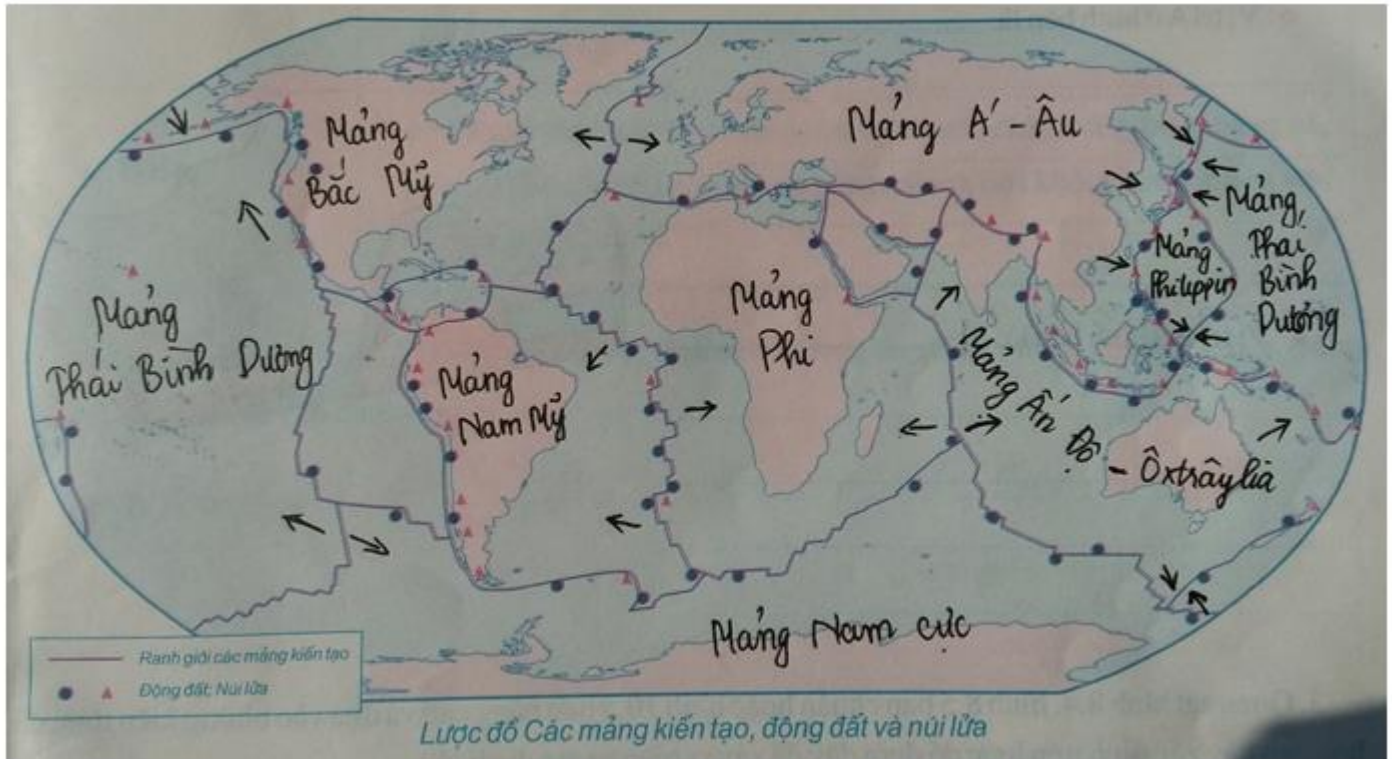 Mảng
Bắc Mỹ
Mảng Á - Âu
Mảng
Thái Bình Dương
Mảng
Nam Mỹ
Mảng
Phi
Mảng
Philippin
Mảng
Thái
Bình
Dương
Mảng Ấn Độ - Ôxtrâylia
Mảng Nam cực
Ranh giới các mảng kiến tạo
Động đất; Núi lửa
Lược đồ Các mảng kiến tạo, động đất và núi lửa